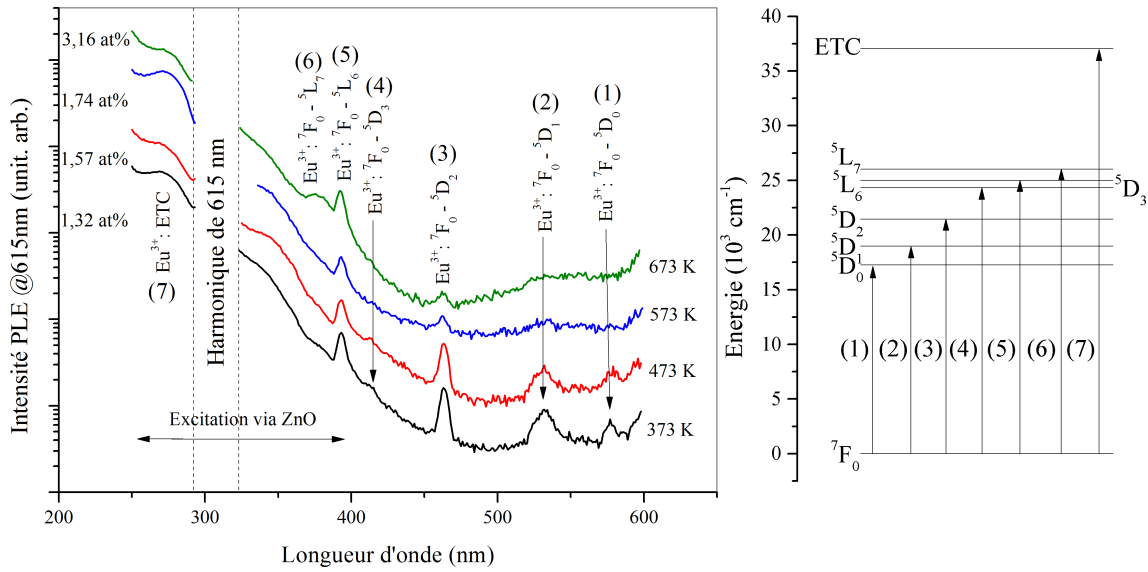 3,16 at%
1,74 at%
1,57 at%
1,32 at%
Eu³⁺: ETC
(7)
Harmonique de 615 nm
Excitation via ZnO
(6)
Eu³⁺: ⁷F₀ - ⁵L₇
(5)
Eu³⁺: ⁷F₀ - ⁵L₆
(4)
Eu³⁺: ⁷F₀ - ⁵D₃
(3)
Eu³⁺: ⁷F₀ - ⁵D₂
(2)
Eu³⁺: ⁷F₀ - ⁵D₁
(1)
Eu³⁺: ⁷F₀ - ⁵D₀
673 K
573 K
473 K
373 K
Intensité PLE @615nm (unit. arb.)
200 300 400 500 600
Longueur d'onde (nm)
Energie (10³ cm⁻¹)
40
35
30
25
20
15
10
5
0
ETC
⁵L₇
⁵L₆
⁵D₃
⁵D₂
⁵D₁
⁵D₀
(1) (2) (3) (4) (5) (6) (7)
⁷F₀